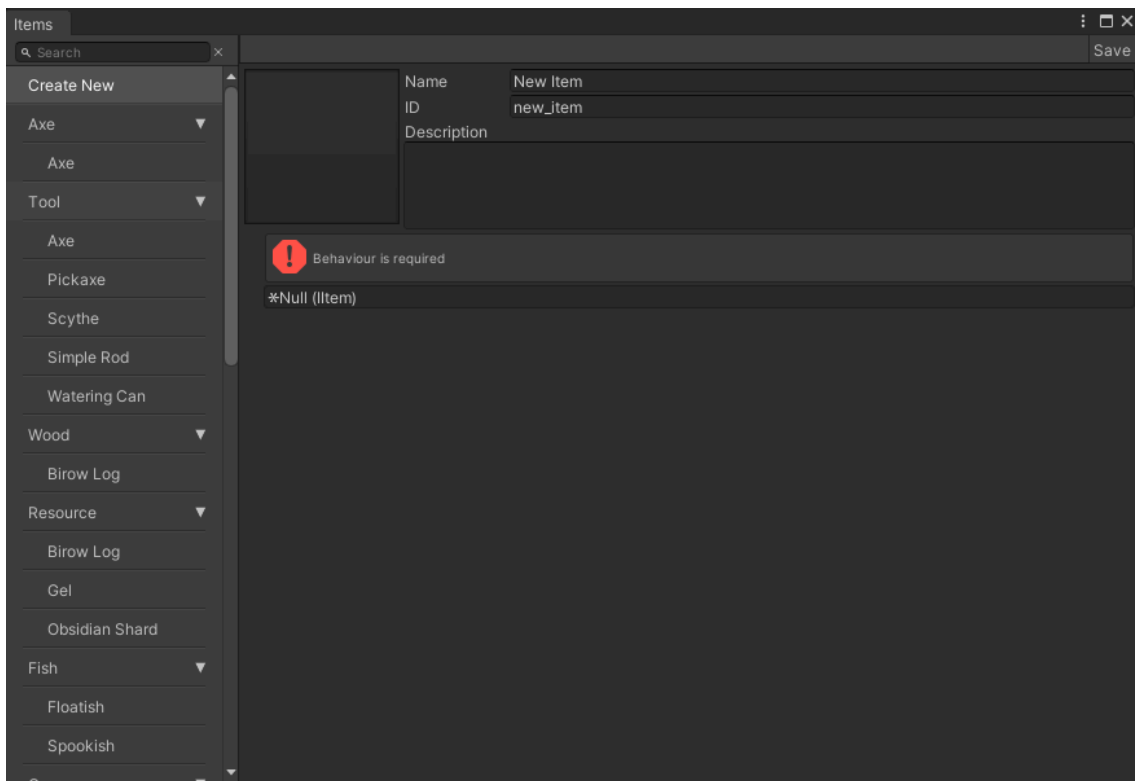 Items
Search
Save
Create New
Axe
Axe
Tool
Axe
Pickaxe
Scythe
Simple Rod
Watering Can
Wood
Birow Log
Resource
Birow Log
Gel
Obsidian Shard
Fish
Floatish
Spookish
Name New Item
ID new_item
Description
Behaviour is required
*Null (IItem)